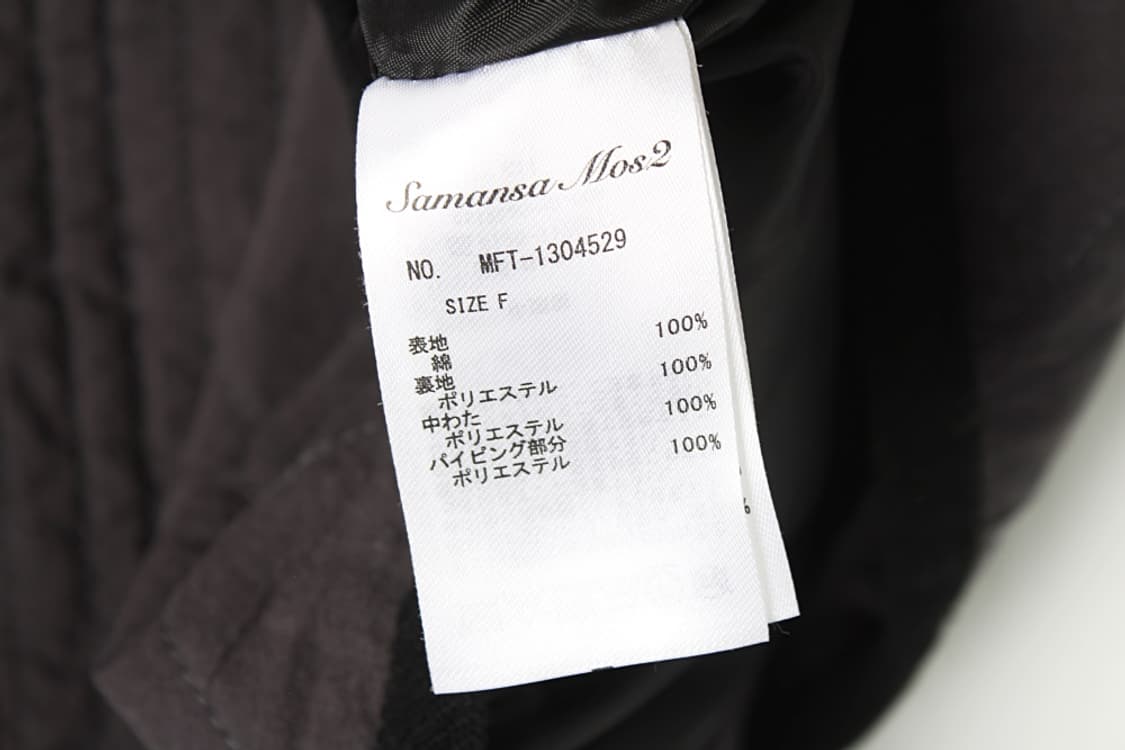 Samansa Mos2
NO. MFT-1304529
SIZE F
表地 100%
綿
裏地 100%
ポリエステル
中わた 100%
ポリエステル
パイピング部分 100%
ポリエステル
%